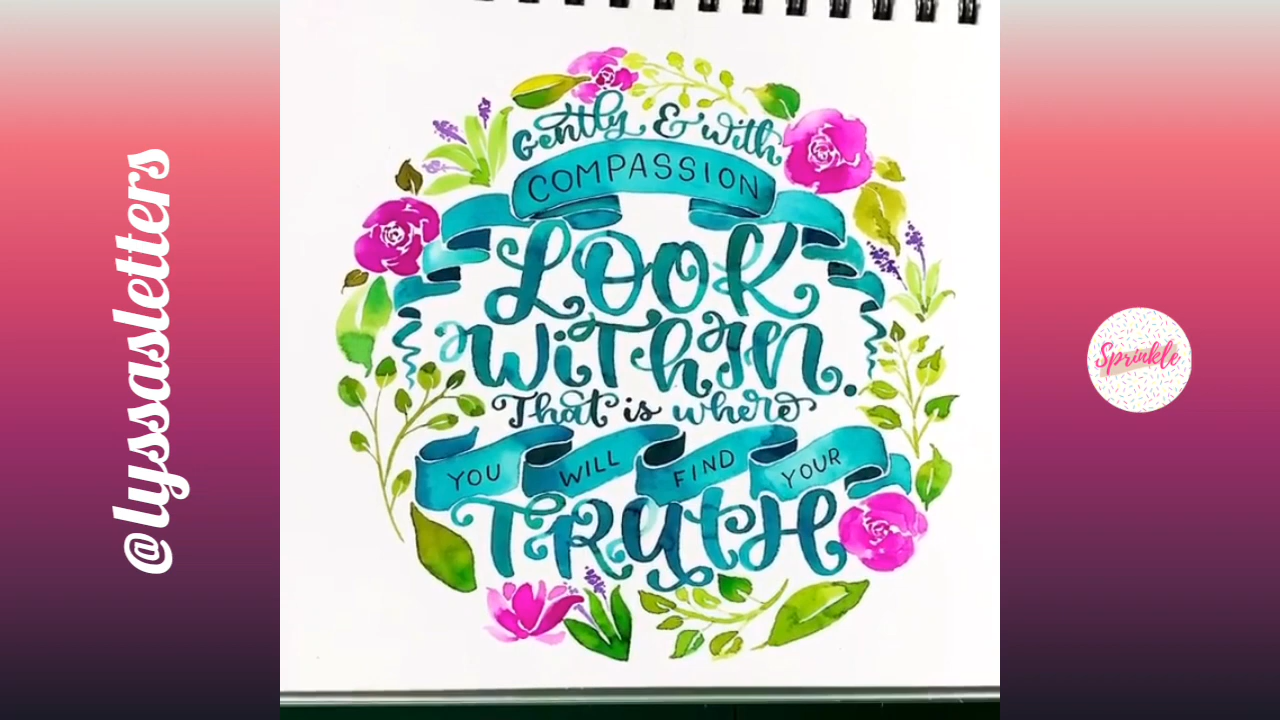 @lyssasletters
Gently & with
COMPASSION
LOOK
WiThIN.
That is where
YOU WILL FIND YOUR
TRUTH
Sprinkle